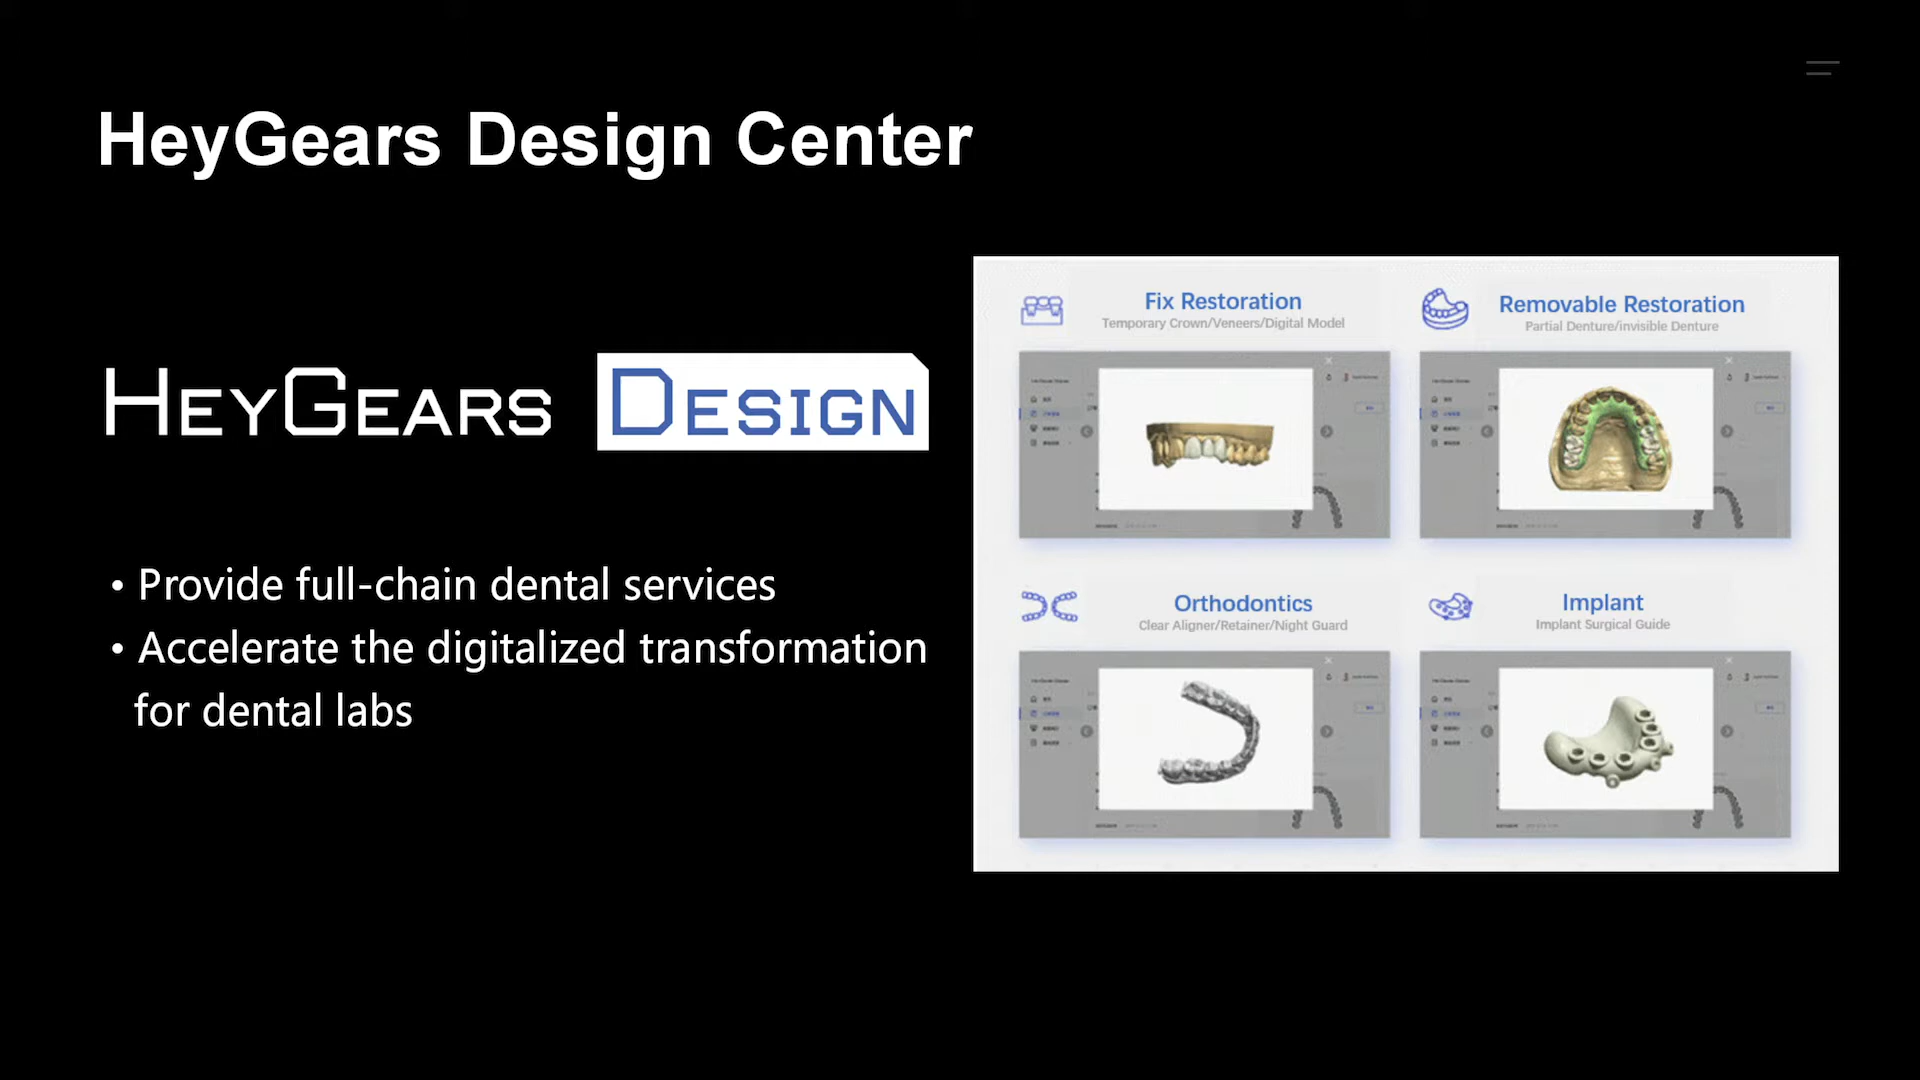 HeyGears Design Center
HEYGEARS DESIGN
• Provide full-chain dental services
• Accelerate the digitalized transformation
for dental labs
Fix Restoration
Temporary Crown/Veneers/Digital Model
Removable Restoration
Partial Denture/invisible Denture
Orthodontics
Clear Aligner/Retainer/Night Guard
Implant
Implant Surgical Guide